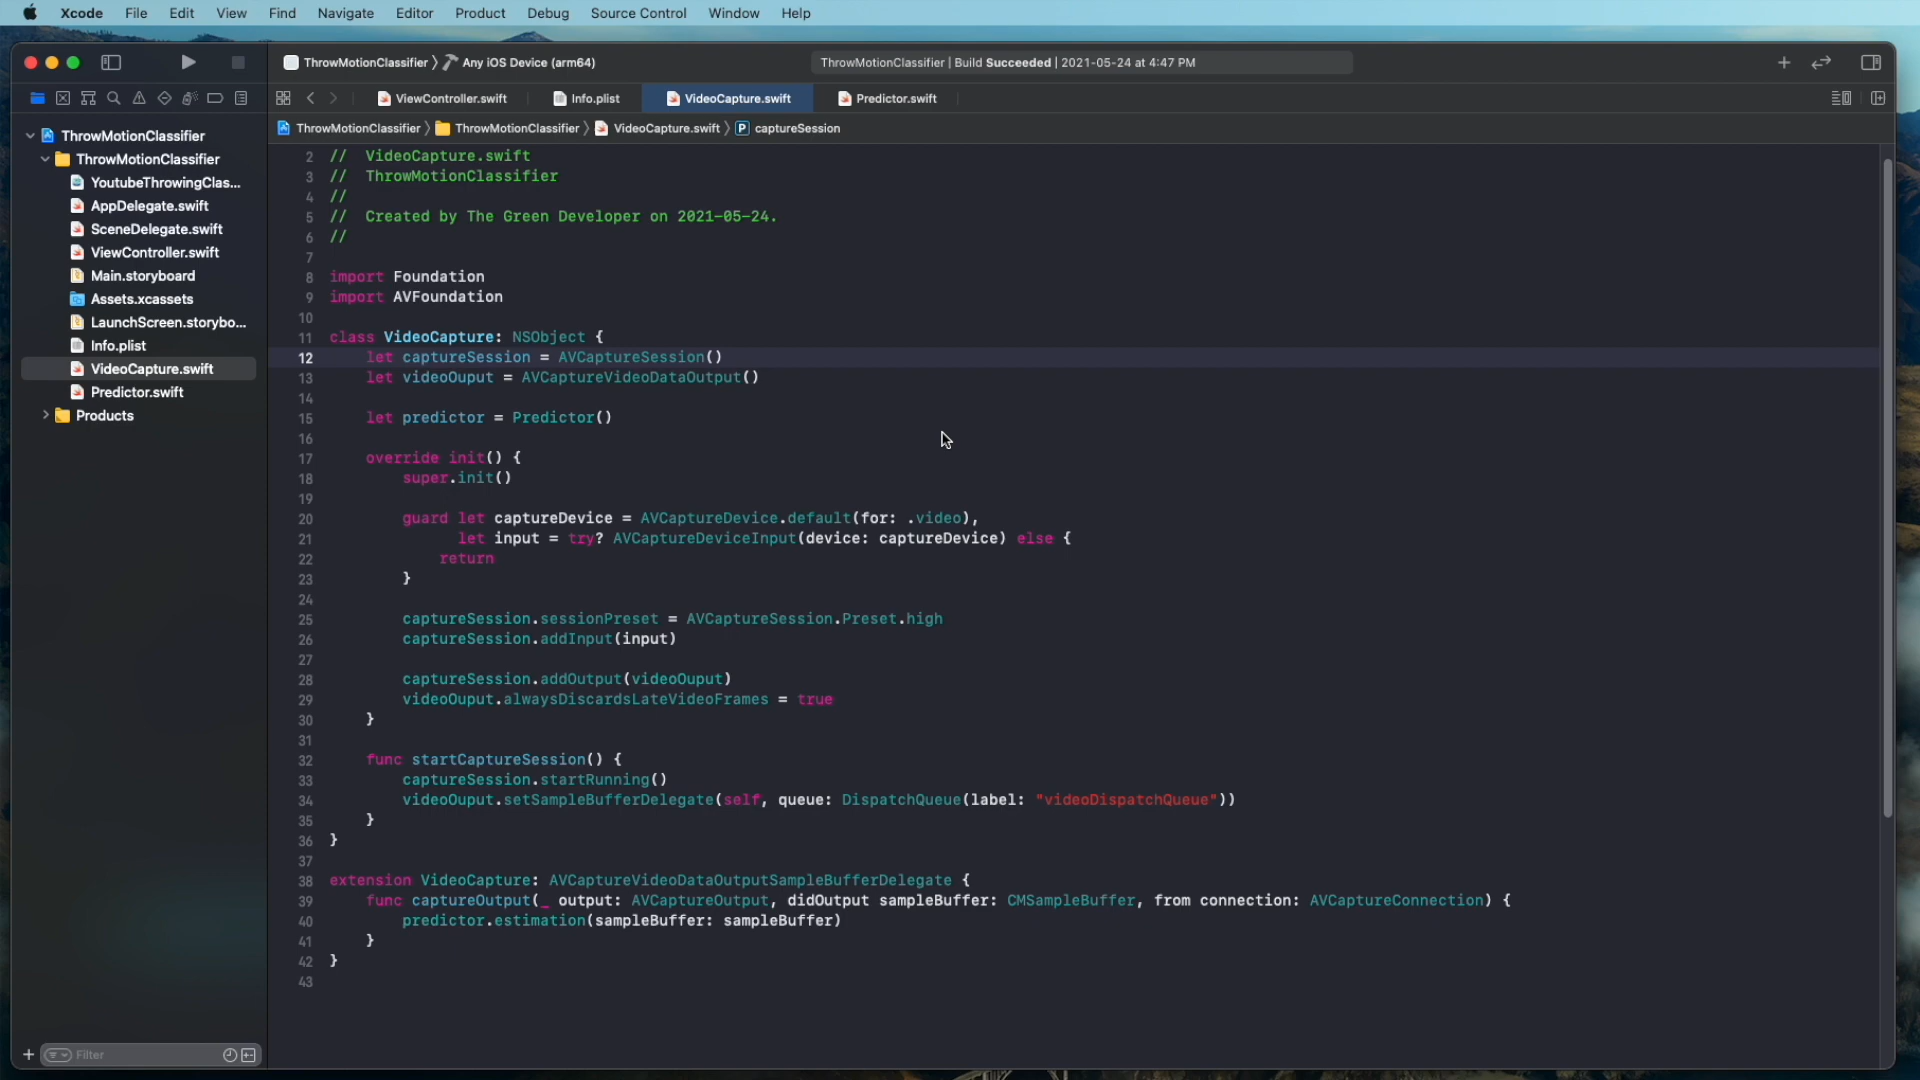 Xcode File Edit View Find Navigate Editor Product Debug Source Control Window Help
ThrowMotionClassifier 〉 Any iOS Device (arm64)
ThrowMotionClassifier | Build Succeeded | 2021-05-24 at 4:47 PM
ViewController.swift Info.plist VideoCapture.swift Predictor.swift
ThrowMotionClassifier 〉 ThrowMotionClassifier 〉 VideoCapture.swift 〉 P captureSession
ThrowMotionClassifier
ThrowMotionClassifier
YoutubeThrowingClas...
AppDelegate.swift
SceneDelegate.swift
ViewController.swift
Main.storyboard
Assets.xcassets
LaunchScreen.storybo...
Info.plist
VideoCapture.swift
Predictor.swift
Products
Filter
2 //  VideoCapture.swift
3 //  ThrowMotionClassifier
4 //
5 //  Created by The Green Developer on 2021-05-24.
6 //
7
8 import Foundation
9 import AVFoundation
10
11 class VideoCapture: NSObject {
12     let captureSession = AVCaptureSession()
13     let videoOuput = AVCaptureVideoDataOutput()
14
15     let predictor = Predictor()
16
17     override init() {
18         super.init()
19
20         guard let captureDevice = AVCaptureDevice.default(for: .video),
21               let input = try? AVCaptureDeviceInput(device: captureDevice) else {
22             return
23         }
24
25         captureSession.sessionPreset = AVCaptureSession.Preset.high
26         captureSession.addInput(input)
27
28         captureSession.addOutput(videoOuput)
29         videoOuput.alwaysDiscardsLateVideoFrames = true
30     }
31
32     func startCaptureSession() {
33         captureSession.startRunning()
34         videoOuput.setSampleBufferDelegate(self, queue: DispatchQueue(label: "videoDispatchQueue"))
35     }
36 }
37
38 extension VideoCapture: AVCaptureVideoDataOutputSampleBufferDelegate {
39     func captureOutput(_ output: AVCaptureOutput, didOutput sampleBuffer: CMSampleBuffer, from connection: AVCaptureConnection) {
40         predictor.estimation(sampleBuffer: sampleBuffer)
41     }
42 }
43